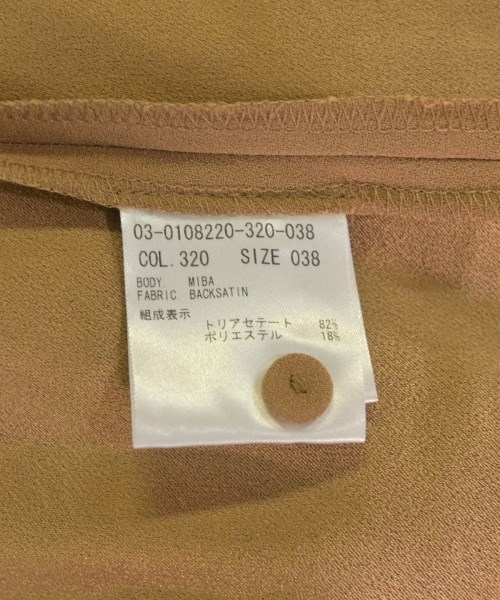 03-0108220-320-038
COL. 320 SIZE 038
BODY. MIBA
FABRIC. BACKSATIN
組成表示
トリアセテート 82%
ポリエステル 18%